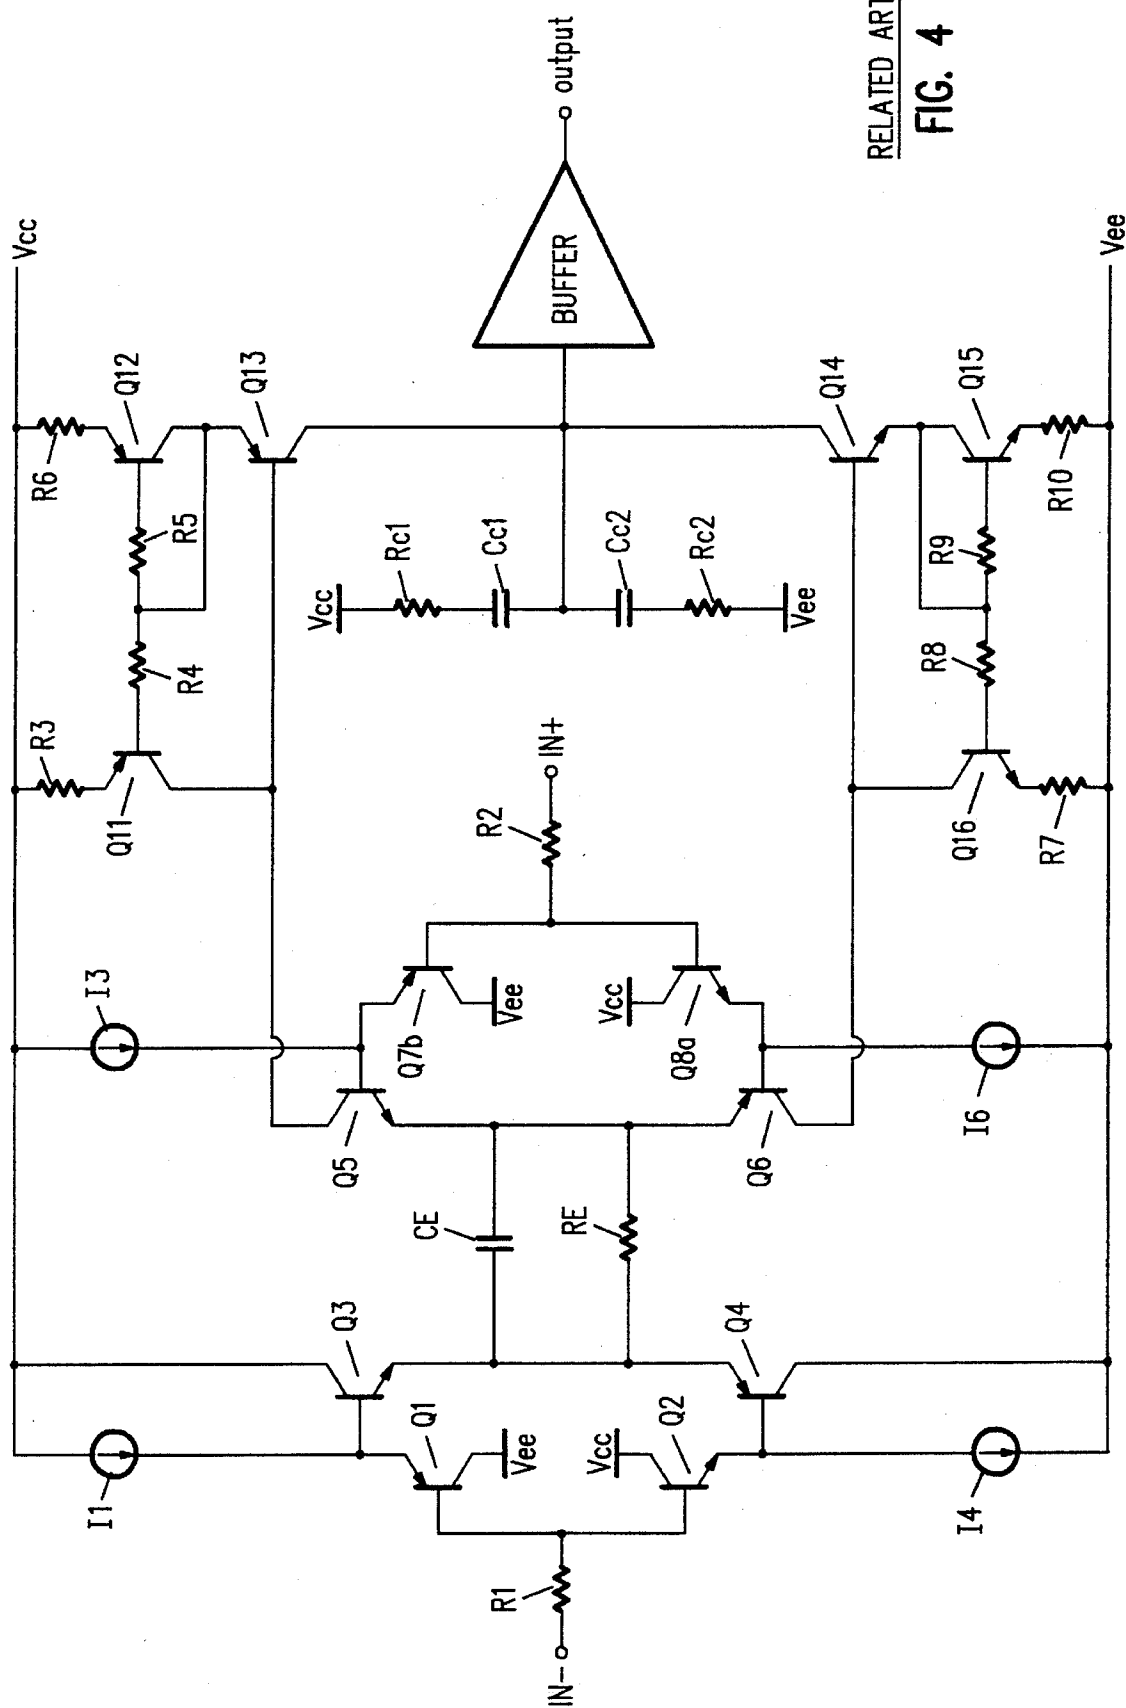 Vcc
R6
Q12
Q13
R5
R4
R3
Q11
Vcc
Rc1
Cc1
Cc2
Rc2
Vee
BUFFER
output
Q14
Q15
R10
R9
R8
Q16
R7
Vee
IN+
R2
I3
Q7b
Vee
Vcc
Q8a
Q5
Q6
I6
CE
RE
Q3
Q4
I1
Q1
Vee
Vcc
Q2
I4
R1
IN-
RELATED ART
FIG. 4